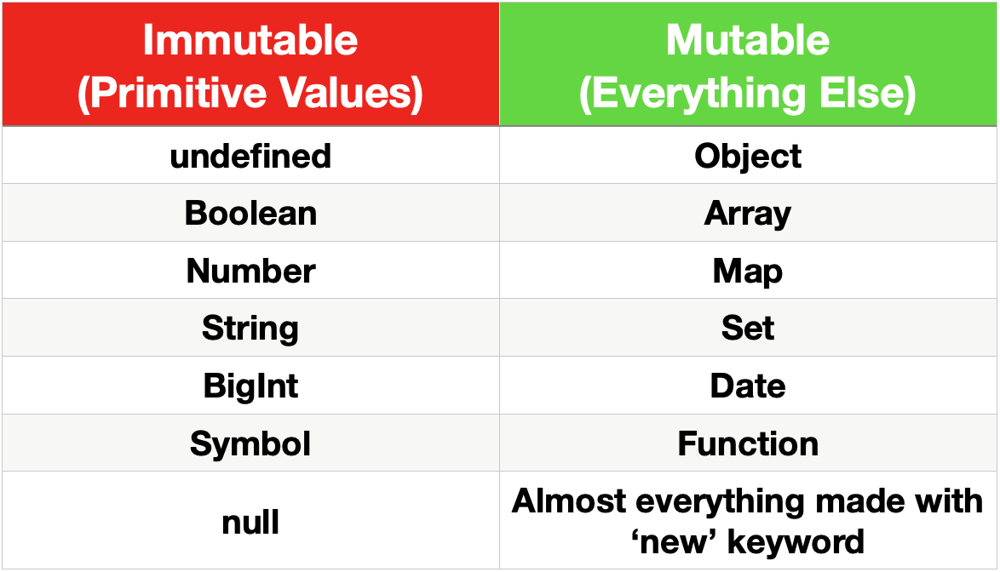 Immutable
(Primitive Values)
Mutable
(Everything Else)
undefined
Object
Boolean
Array
Number
Map
String
Set
BigInt
Date
Symbol
Function
null
Almost everything made with
‘new’ keyword